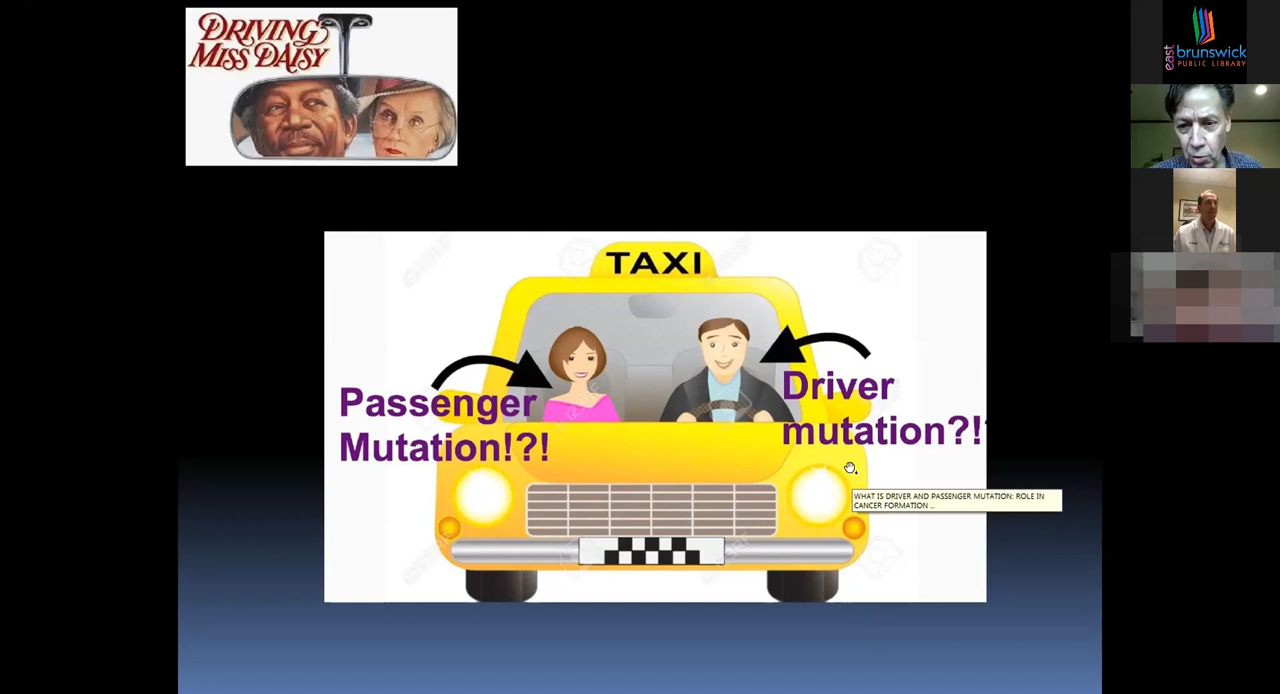 DRIVING
MISS DAISY
east
brunswick
PUBLIC LIBRARY
TAXI
Passenger
Mutation!?!
Driver
mutation?!
WHAT IS DRIVER AND PASSENGER MUTATION: ROLE IN
CANCER FORMATION ...